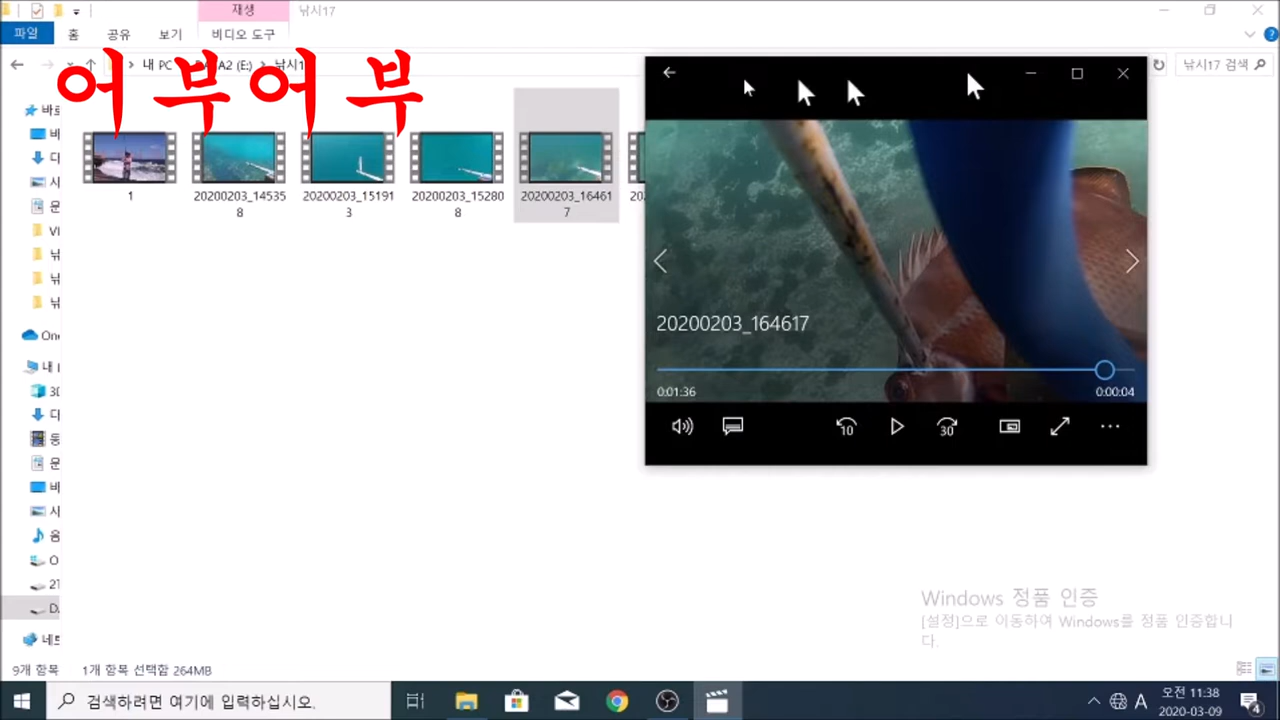 재생
낚시17
파일
홈
공유
보기
비디오 도구
어부어부
내 PC
(E:)
낚시17 검색
1
20200203_145358
20200203_151913
20200203_152808
20200203_164617
20200203_164617
0:01:36
0:00:04
10
30
Windows 정품 인증
[설정]으로 이동하여 Windows를 정품 인증합니
다.
9개 항목
1개 항목 선택함 264MB
검색하려면 여기에 입력하십시오.
A
오전 11:38
2020-03-09
4